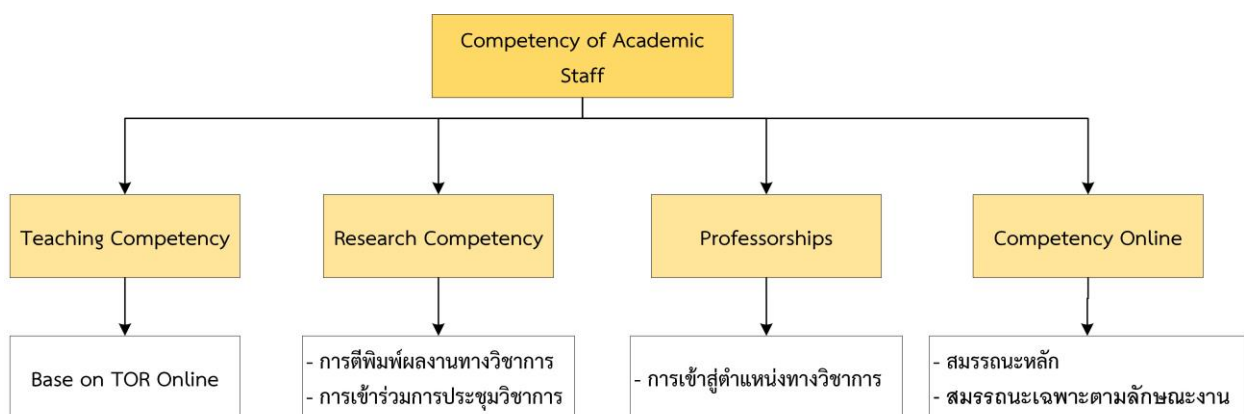 Competency of Academic
Staff
Teaching Competency
Research Competency
Professorships
Competency Online
Base on TOR Online
- การตีพิมพ์ผลงานทางวิชาการ
- การเข้าร่วมการประชุมวิชาการ
- การเข้าสู่ตำแหน่งทางวิชาการ
- สมรรถนะหลัก
- สมรรถนะเฉพาะตามลักษณะงาน